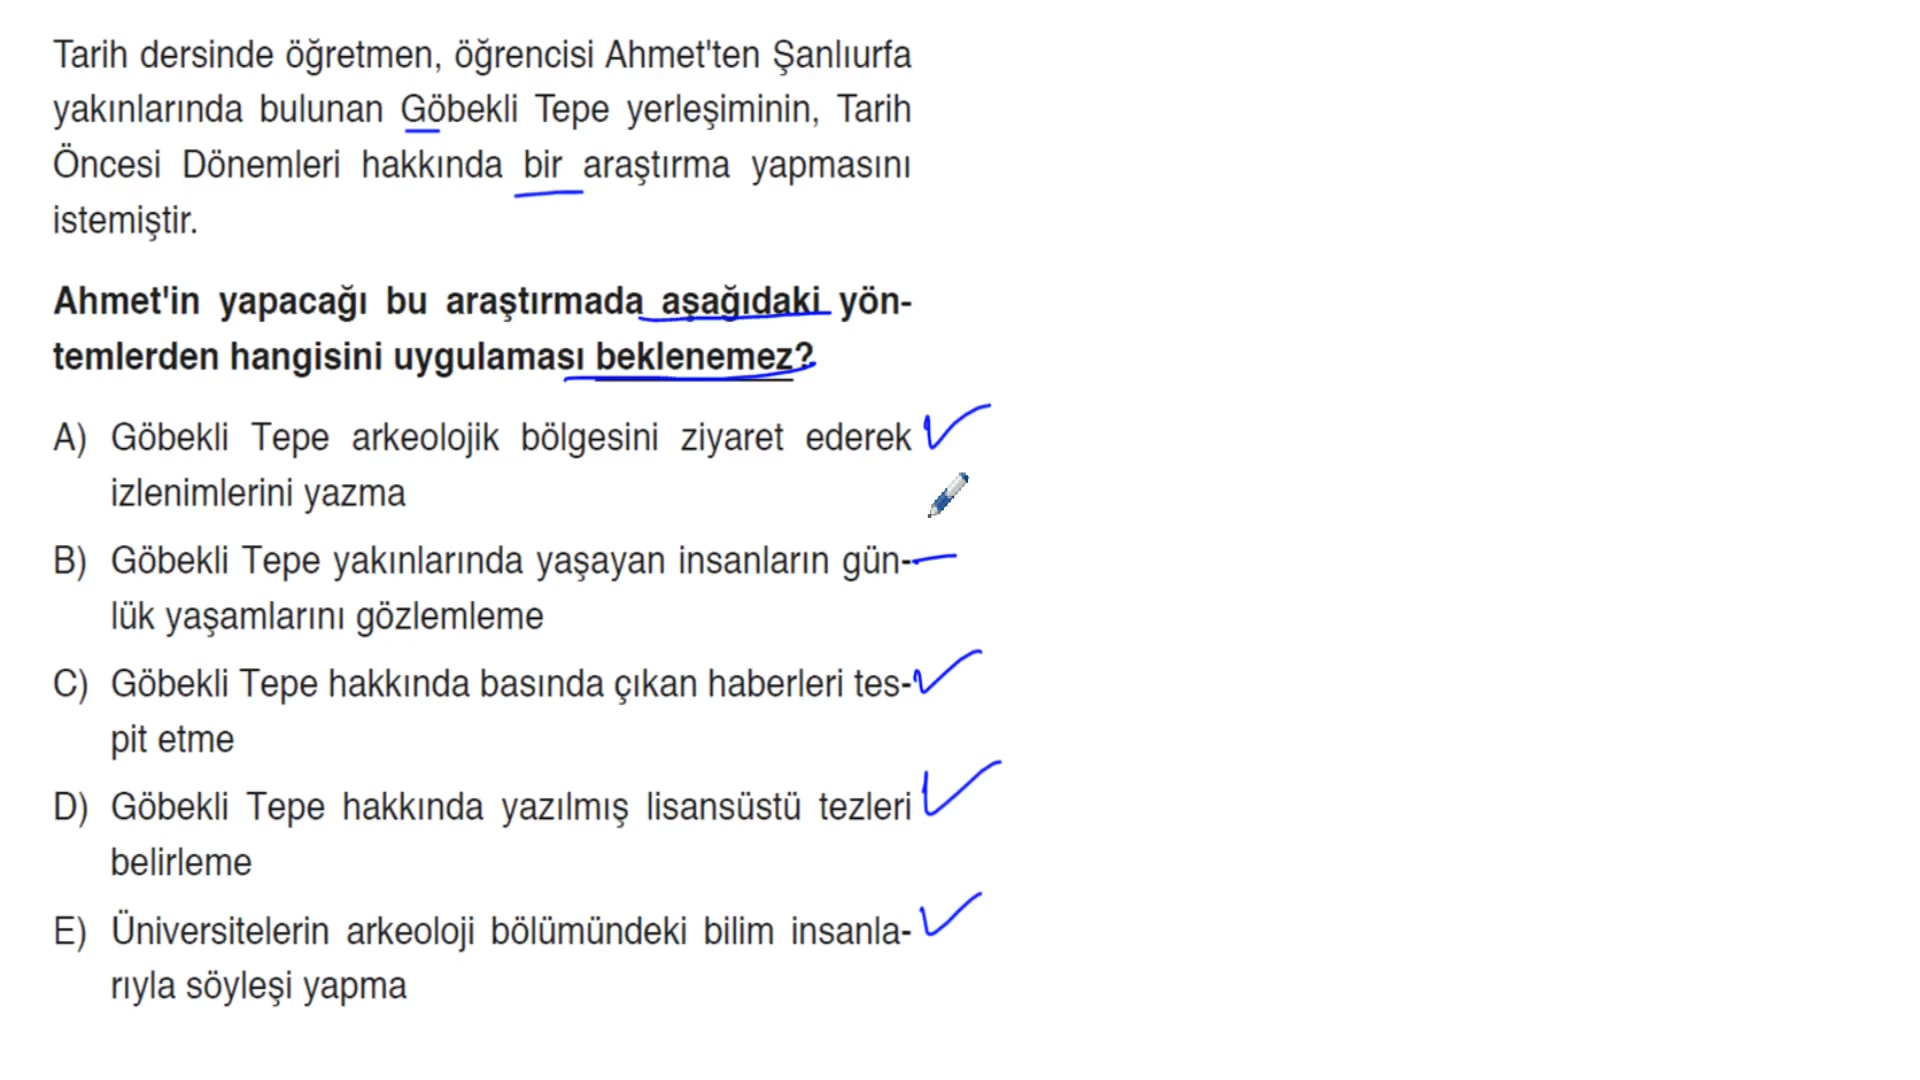 Tarih dersinde öğretmen, öğrencisi Ahmet'ten Şanlıurfa
yakınlarında bulunan Göbekli Tepe yerleşiminin, Tarih
Öncesi Dönemleri hakkında bir araştırma yapmasını
istemiştir.
Ahmet'in yapacağı bu araştırmada aşağıdaki yön-
temlerden hangisini uygulaması beklenemez?
A) Göbekli Tepe arkeolojik bölgesini ziyaret ederek
izlenimlerini yazma
B) Göbekli Tepe yakınlarında yaşayan insanların gün-
lük yaşamlarını gözlemleme
C) Göbekli Tepe hakkında basında çıkan haberleri tes-
pit etme
D) Göbekli Tepe hakkında yazılmış lisansüstü tezleri
belirleme
E) Üniversitelerin arkeoloji bölümündeki bilim insanla-
rıyla söyleşi yapma